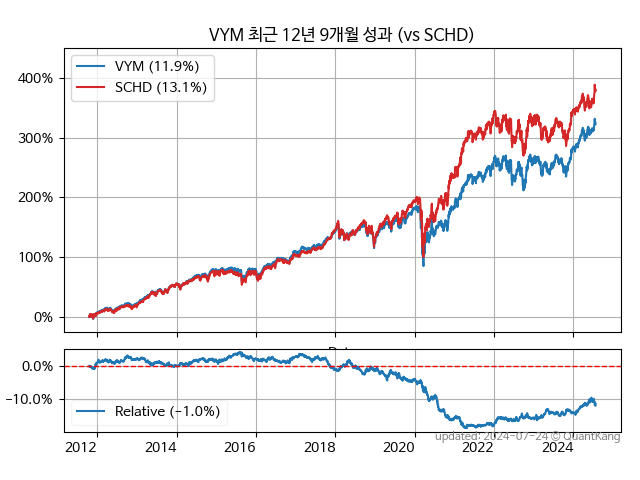 VYM 최근 12년 9개월 성과 (vs SCHD)
VYM (11.9%)
SCHD (13.1%)
400%
300%
200%
100%
0%
0.0%
−10.0%
Relative (−1.0%)
2012 2014 2016 2018 2020 2022 2024
updated: 2024-07-24 © QuantKang